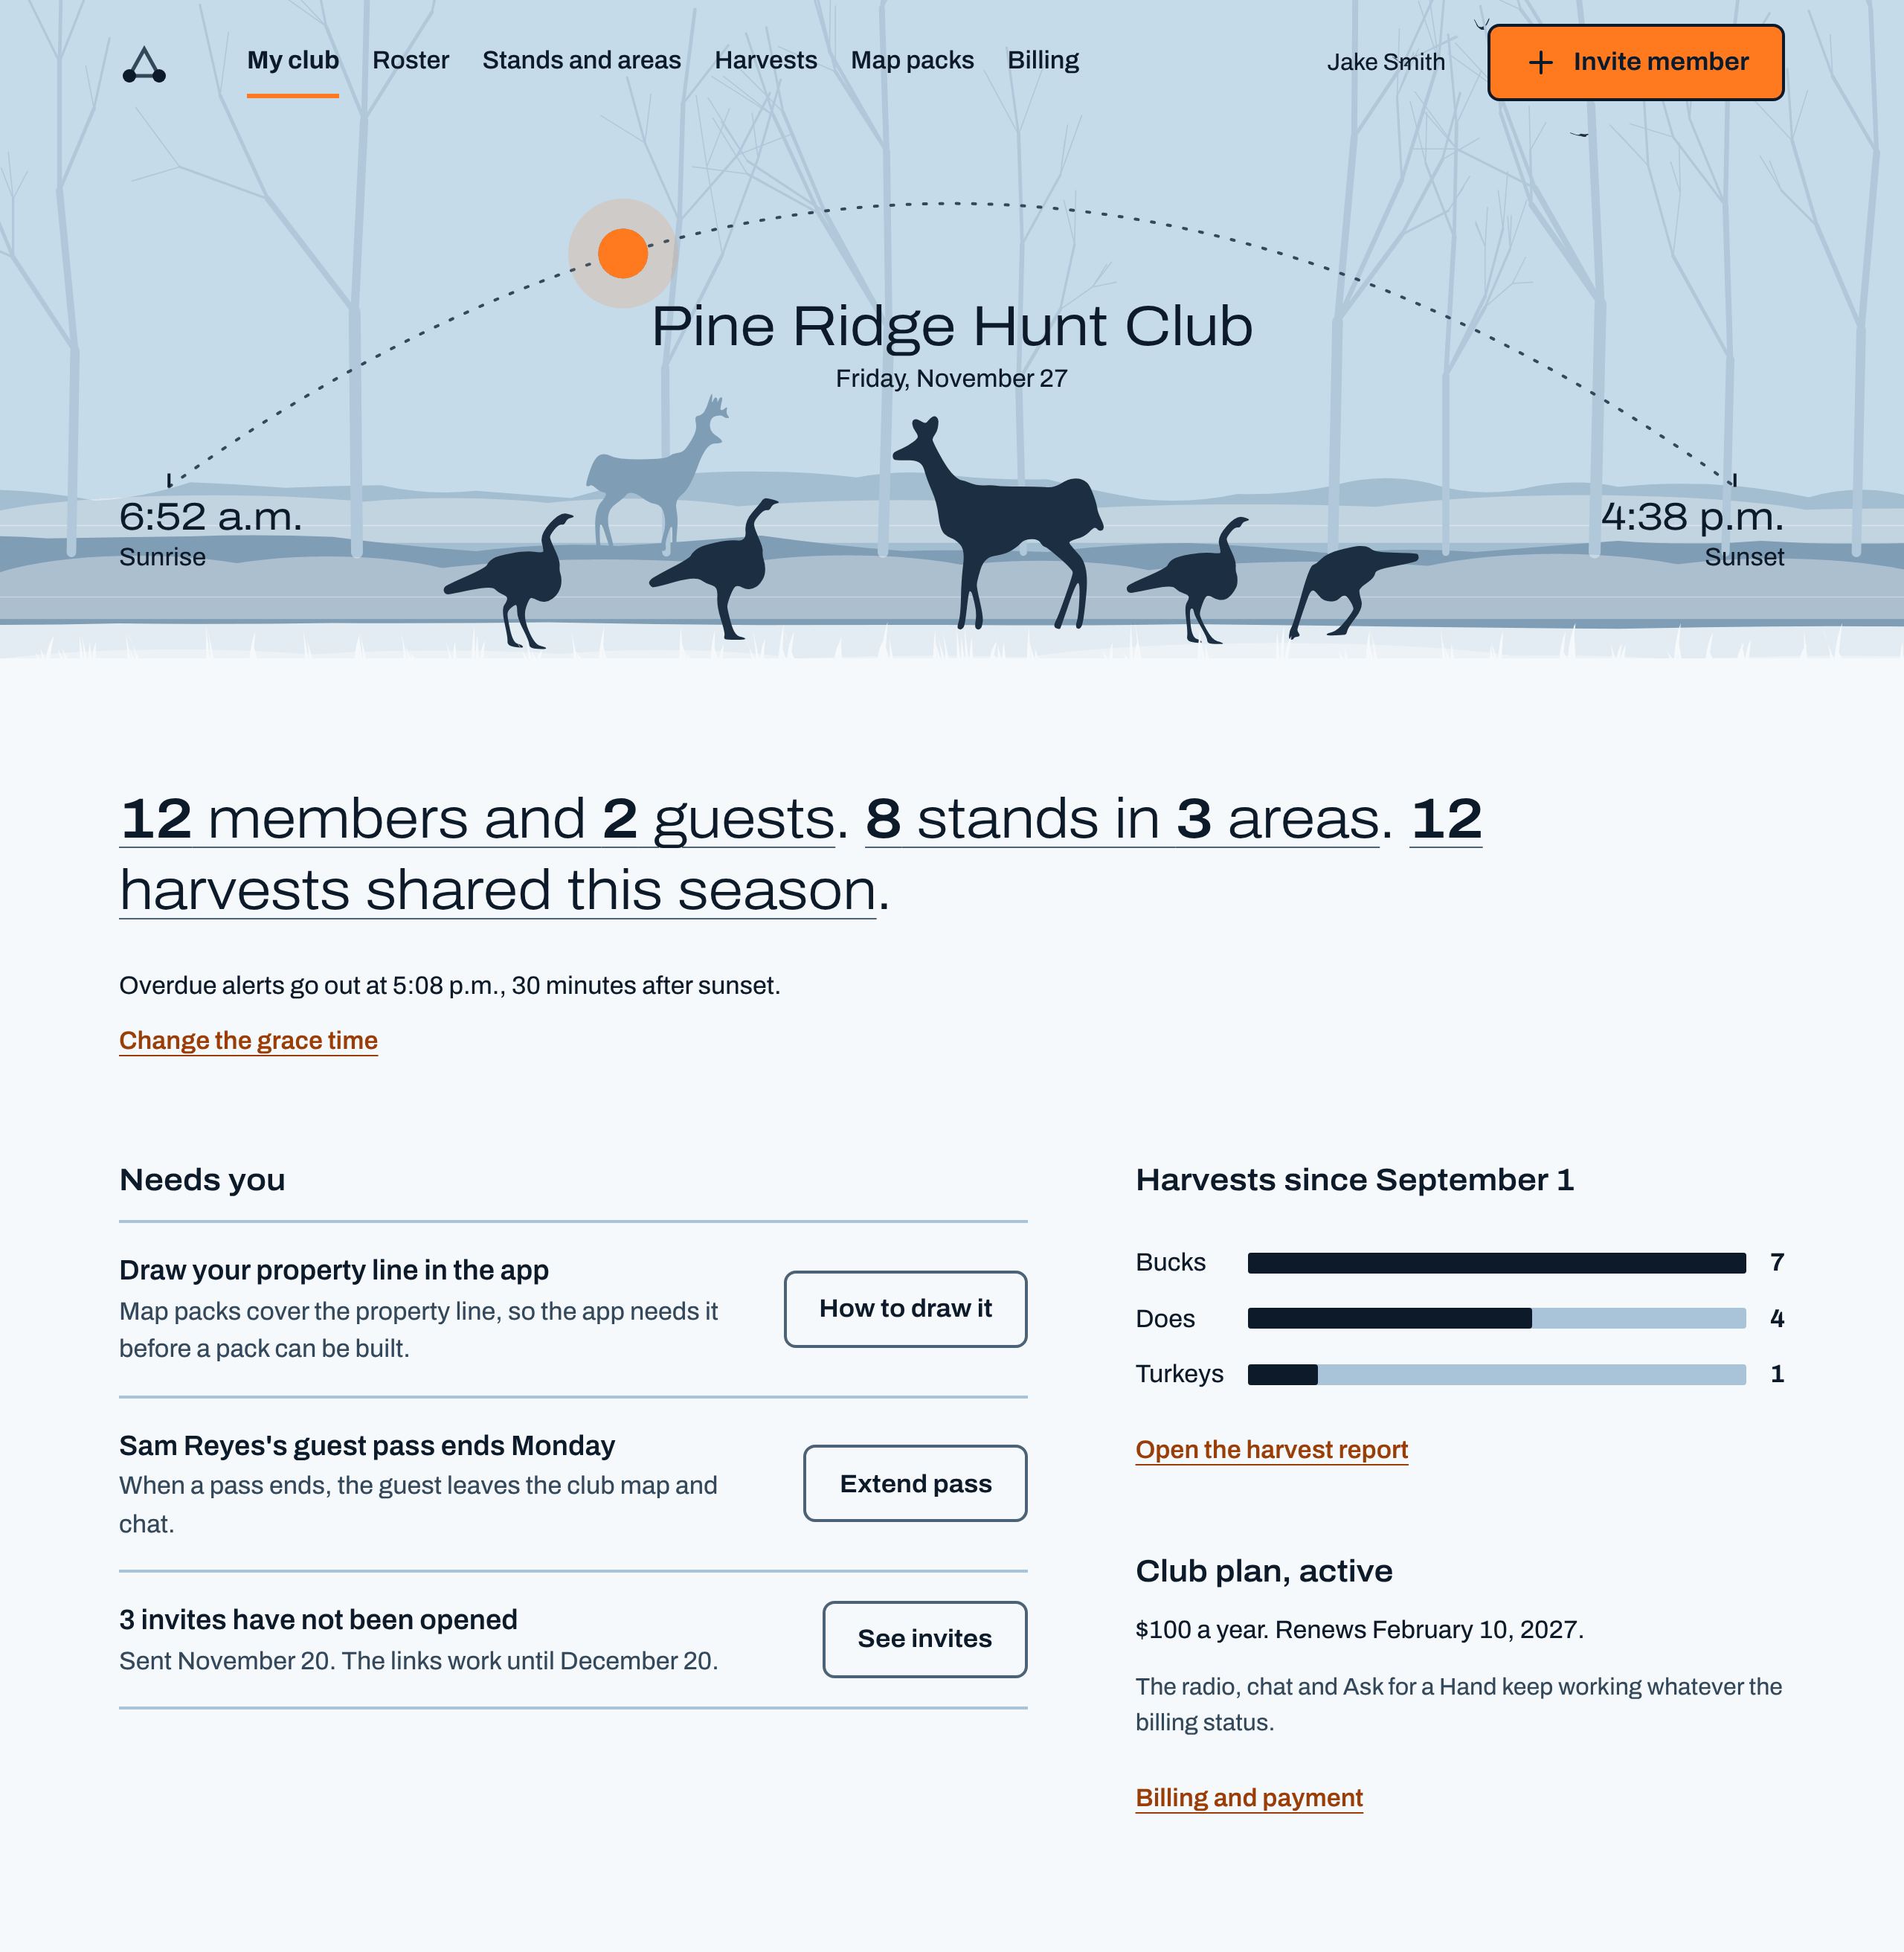 My club
Roster
Stands and areas
Harvests
Map packs
Billing
Jake Smith
Invite member
Pine Ridge Hunt Club
Friday, November 27
6:52 a.m.
Sunrise
4:38 p.m.
Sunset
12 members and 2 guests. 8 stands in 3 areas. 12
harvests shared this season.
Overdue alerts go out at 5:08 p.m., 30 minutes after sunset.
Change the grace time
Needs you
Draw your property line in the app
Map packs cover the property line, so the app needs it
before a pack can be built.
How to draw it
Sam Reyes's guest pass ends Monday
When a pass ends, the guest leaves the club map and
chat.
Extend pass
3 invites have not been opened
Sent November 20. The links work until December 20.
See invites
Harvests since September 1
Bucks 7
Does 4
Turkeys 1
Open the harvest report
Club plan, active
$100 a year. Renews February 10, 2027.
The radio, chat and Ask for a Hand keep working whatever the
billing status.
Billing and payment